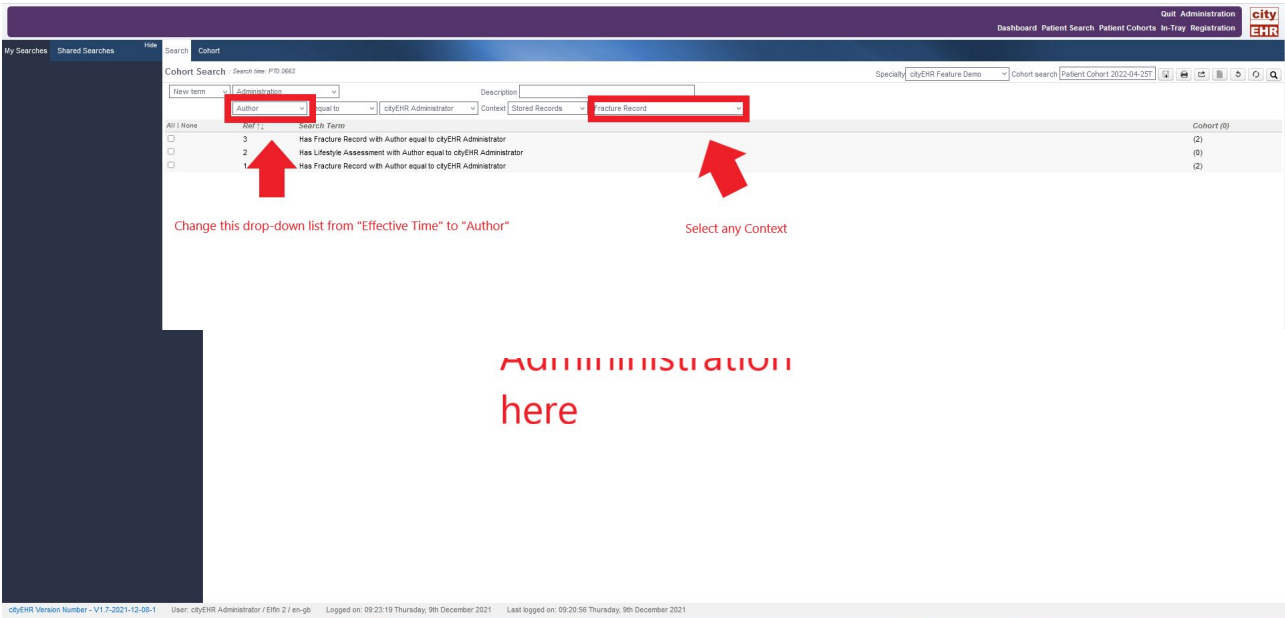 Quit Administration
city
EHR
Dashboard Patient Search Patient Cohorts In-Tray Registration
My Searches Shared Searches Hide Search Cohort
Cohort Search : Search time: PT0.066S Specialty cityEHR Feature Demo Cohort search Patient Cohort 2022-04-25T
New term Administration Description
Author equal to cityEHR Administrator Context Stored Records Fracture Record
All | None Ref ↑↓ Search Term Cohort (0)
3 Has Fracture Record with Author equal to cityEHR Administrator (2)
2 Has Lifestyle Assessment with Author equal to cityEHR Administrator (0)
1 Has Fracture Record with Author equal to cityEHR Administrator (2)
Change this drop-down list from "Effective Time" to "Author" Select any Context
here
cityEHR Version Number - V1.7-2021-12-08-1 User: cityEHR Administrator / Elfin 2 / en-gb Logged on: 09:23:19 Thursday, 9th December 2021 Last logged on: 09:20:56 Thursday, 9th December 2021